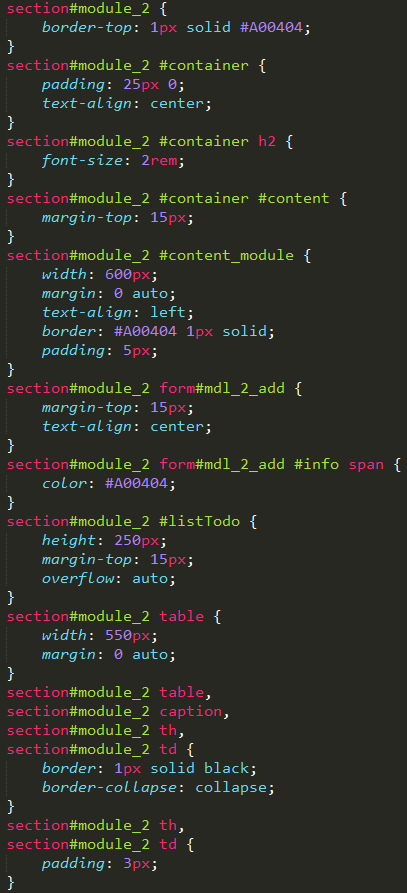 section#module_2 {
    border-top: 1px solid #A00404;
}
section#module_2 #container {
    padding: 25px 0;
    text-align: center;
}
section#module_2 #container h2 {
    font-size: 2rem;
}
section#module_2 #container #content {
    margin-top: 15px;
}
section#module_2 #content_module {
    width: 600px;
    margin: 0 auto;
    text-align: left;
    border: #A00404 1px solid;
    padding: 5px;
}
section#module_2 form#mdl_2_add {
    margin-top: 15px;
    text-align: center;
}
section#module_2 form#mdl_2_add #info span {
    color: #A00404;
}
section#module_2 #listTodo {
    height: 250px;
    margin-top: 15px;
    overflow: auto;
}
section#module_2 table {
    width: 550px;
    margin: 0 auto;
}
section#module_2 table,
section#module_2 caption,
section#module_2 th,
section#module_2 td {
    border: 1px solid black;
    border-collapse: collapse;
}
section#module_2 th,
section#module_2 td {
    padding: 3px;
}